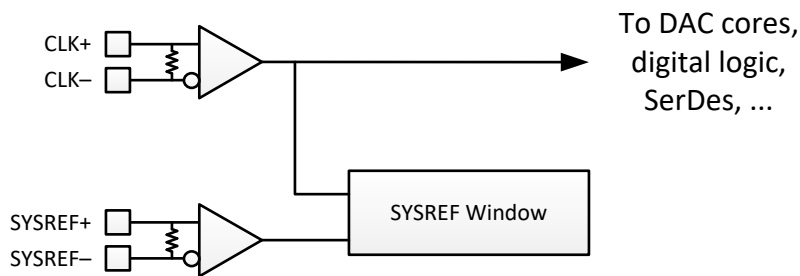 CLK+
CLK–
To DAC cores,
digital logic,
SerDes, ...
SYSREF+
SYSREF–
SYSREF Window